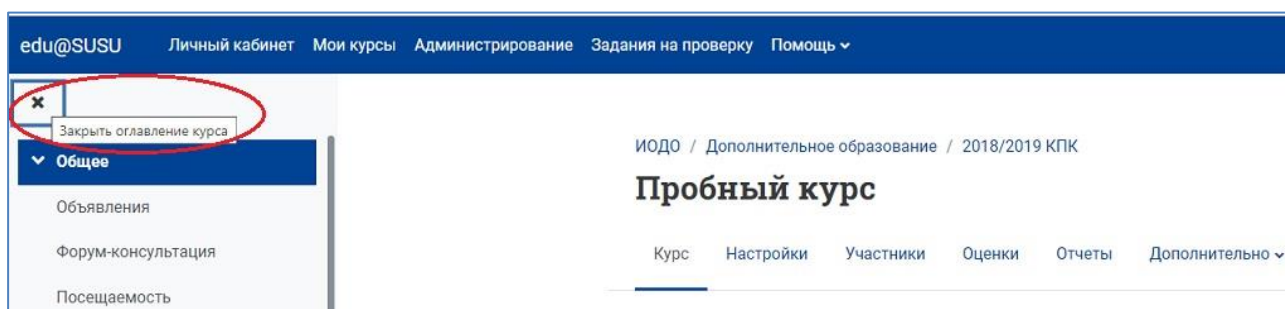 edu@SUSU Личный кабинет Мои курсы Администрирование Задания на проверку Помощь
Закрыть оглавление курса
Общее
Объявления
Форум-консультация
Посещаемость
ИОДО / Дополнительное образование / 2018/2019 КПК
Пробный курс
Курс Настройки Участники Оценки Отчеты Дополнительно